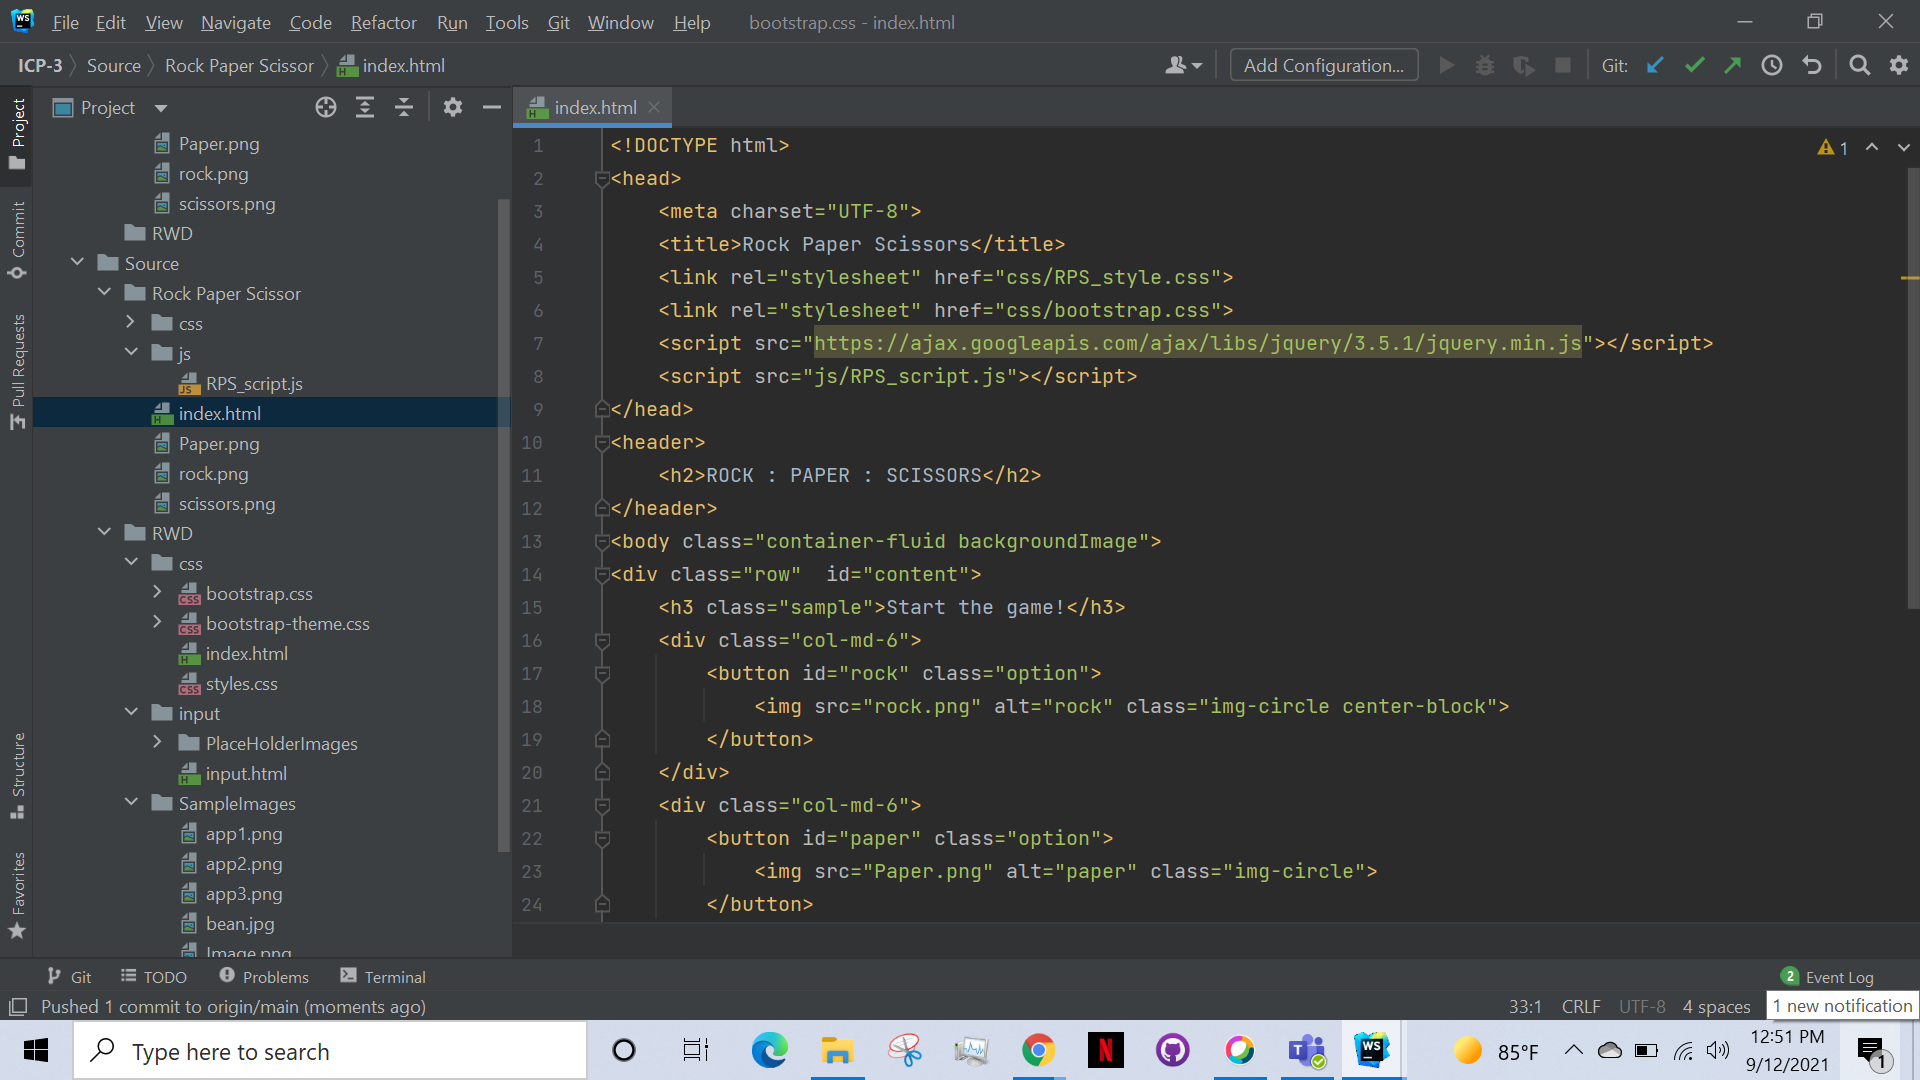 File Edit View Navigate Code Refactor Run Tools Git Window Help bootstrap.css - index.html
ICP-3 Source Rock Paper Scissor index.html Add Configuration... Git:
Project
Commit
Pull Requests
Structure
Favorites
Project
Paper.png
rock.png
scissors.png
RWD
Source
Rock Paper Scissor
css
js
RPS_script.js
index.html
Paper.png
rock.png
scissors.png
RWD
css
bootstrap.css
bootstrap-theme.css
index.html
styles.css
input
PlaceHolderImages
input.html
SampleImages
app1.png
app2.png
app3.png
bean.jpg
Image.png
index.html
1
1 <!DOCTYPE html>
2 <head>
3 <meta charset="UTF-8">
4 <title>Rock Paper Scissors</title>
5 <link rel="stylesheet" href="css/RPS_style.css">
6 <link rel="stylesheet" href="css/bootstrap.css">
7 <script src="https://ajax.googleapis.com/ajax/libs/jquery/3.5.1/jquery.min.js"></script>
8 <script src="js/RPS_script.js"></script>
9 </head>
10 <header>
11 <h2>ROCK : PAPER : SCISSORS</h2>
12 </header>
13 <body class="container-fluid backgroundImage">
14 <div class="row"  id="content">
15 <h3 class="sample">Start the game!</h3>
16 <div class="col-md-6">
17 <button id="rock" class="option">
18 <img src="rock.png" alt="rock" class="img-circle center-block">
19 </button>
20 </div>
21 <div class="col-md-6">
22 <button id="paper" class="option">
23 <img src="Paper.png" alt="paper" class="img-circle">
24 </button>
Git TODO Problems Terminal 2 Event Log
Pushed 1 commit to origin/main (moments ago) 33:1 CRLF UTF-8 4 spaces 1 new notification
Type here to search 85°F 12:51 PM
9/12/2021
1